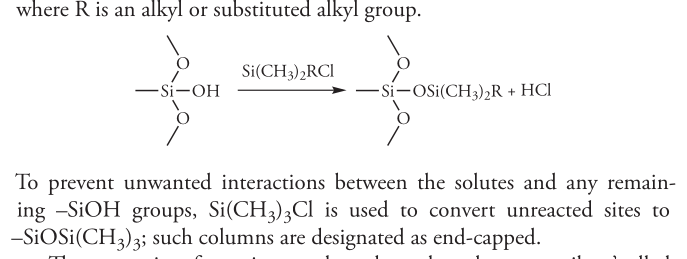 where R is an alkyl or substituted alkyl group.
O
Si(CH₃)₂RCl
O
Si OH
Si OSi(CH₃)₂R + HCl
O
O
To prevent unwanted interactions between the solutes and any remain-
ing –SiOH groups, Si(CH₃)₃Cl is used to convert unreacted sites to
–SiOSi(CH₃)₃; such columns are designated as end-capped.